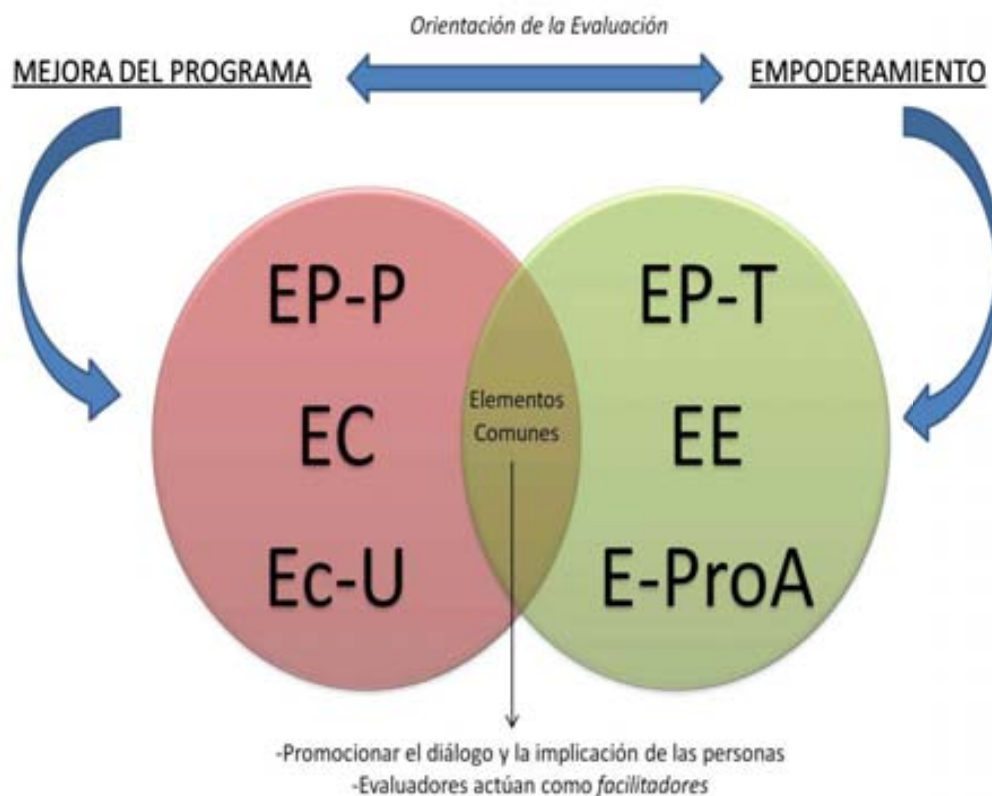 Orientación de la Evaluación
MEJORA DEL PROGRAMA
EMPODERAMIENTO
EP-P
EP-T
Elementos
Comunes
EC
EE
Ec-U
E-ProA
-Promocionar el diálogo y la implicación de las personas
-Evaluadores actúan como facilitadores